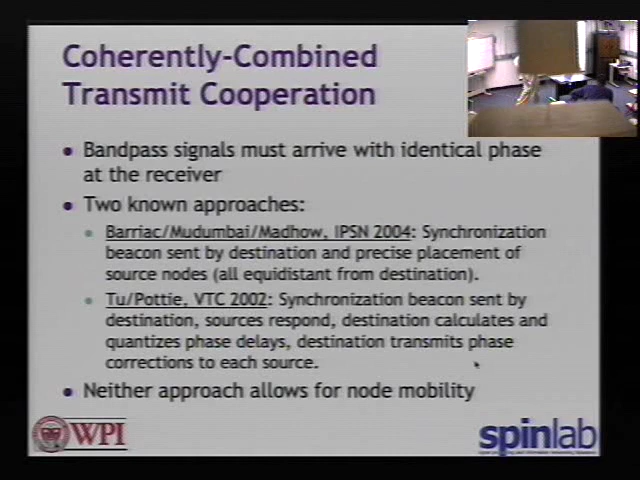 Coherently-Combined
Transmit Cooperation
Bandpass signals must arrive with identical phase
at the receiver
Two known approaches:
Barriac/Mudumbai/Madhow, IPSN 2004: Synchronization
beacon sent by destination and precise placement of
source nodes (all equidistant from destination).
Tu/Pottie, VTC 2002: Synchronization beacon sent by
destination, sources respond, destination calculates and
quantizes phase delays, destination transmits phase
corrections to each source.
Neither approach allows for node mobility
WPI
spinlab